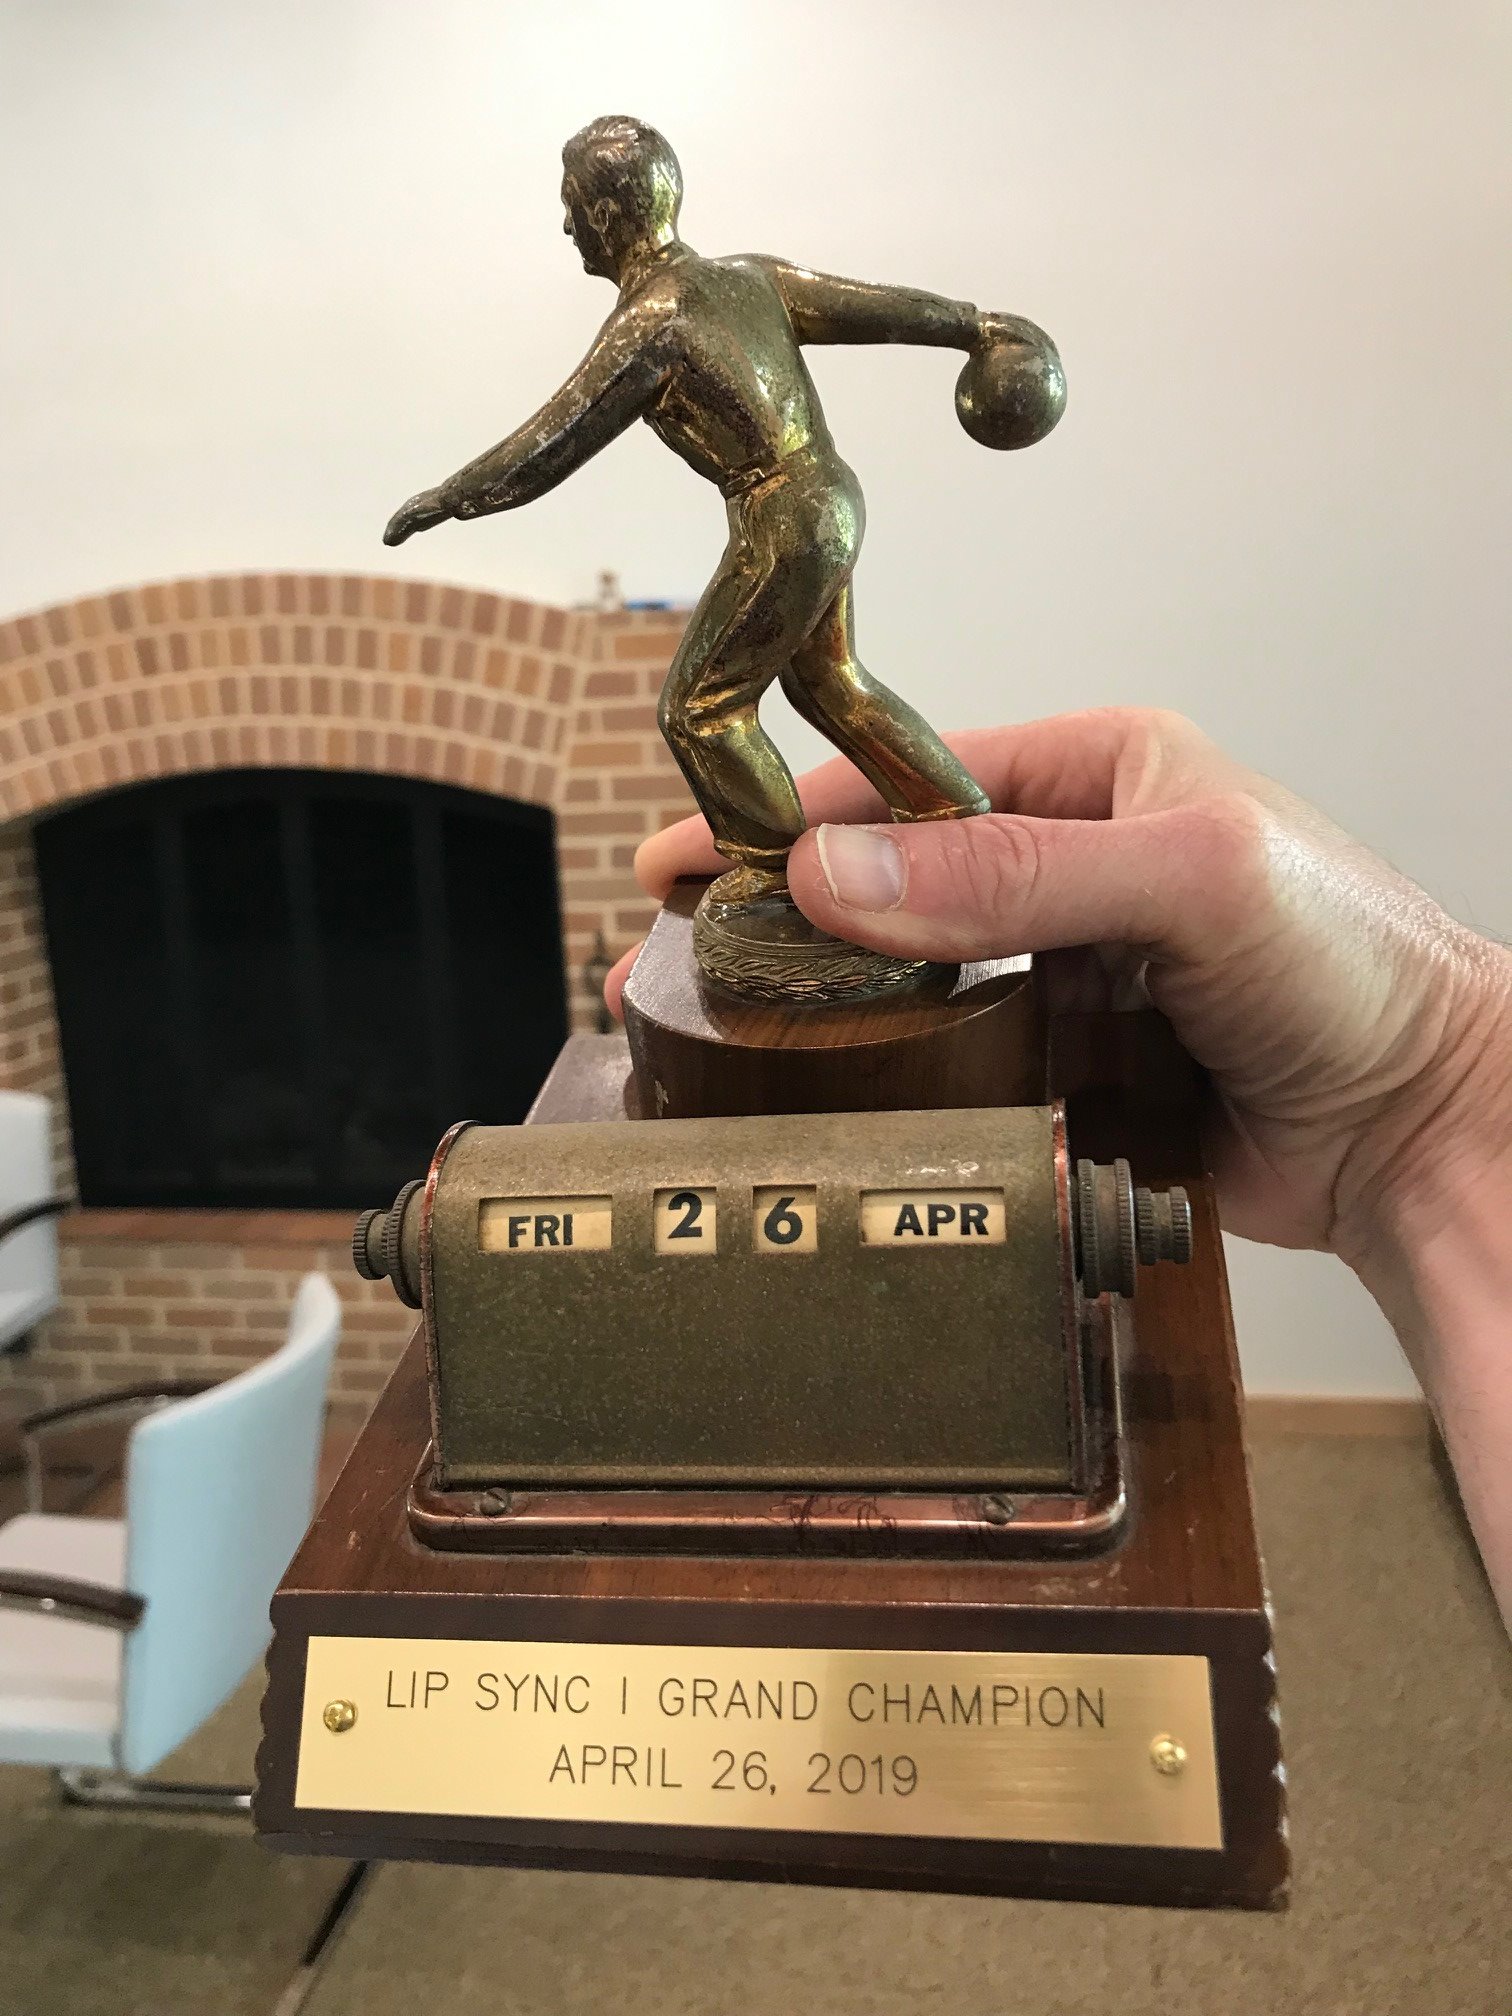 FRI 2 6 APR
LIP SYNC I GRAND CHAMPION
APRIL 26, 2019